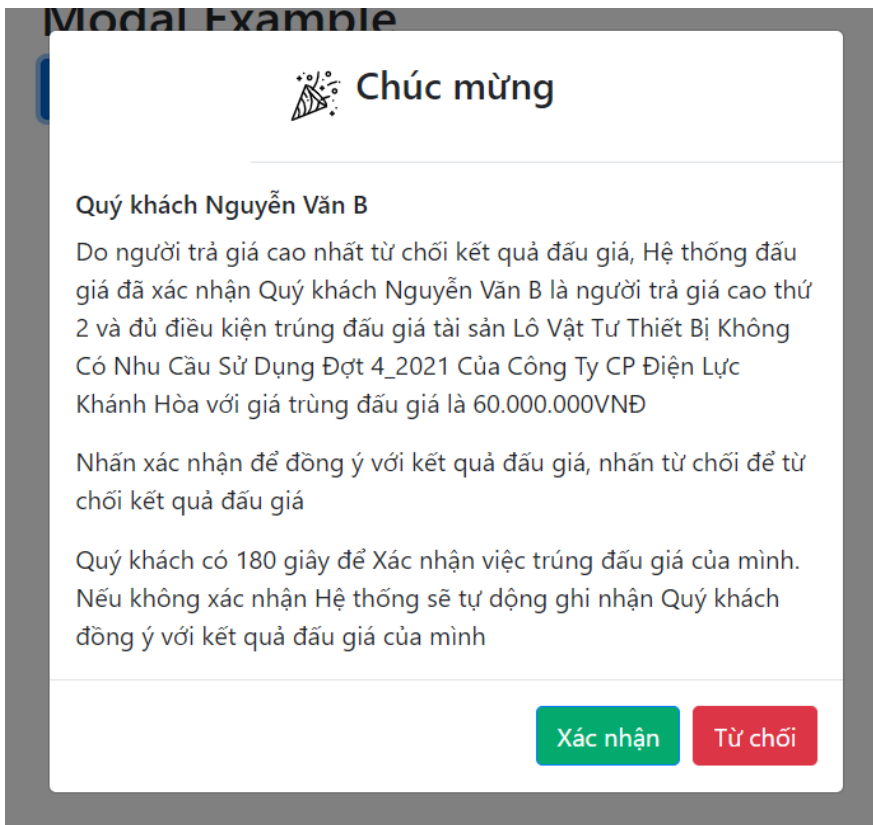 Modal Example
Chúc mừng
Quý khách Nguyễn Văn B
Do người trả giá cao nhất từ chối kết quả đấu giá, Hệ thống đấu
giá đã xác nhận Quý khách Nguyễn Văn B là người trả giá cao thứ
2 và đủ điều kiện trúng đấu giá tài sản Lô Vật Tư Thiết Bị Không
Có Nhu Cầu Sử Dụng Đợt 4_2021 Của Công Ty CP Điện Lực
Khánh Hòa với giá trùng đấu giá là 60.000.000VNĐ
Nhấn xác nhận để đồng ý với kết quả đấu giá, nhấn từ chối để từ
chối kết quả đấu giá
Quý khách có 180 giây để Xác nhận việc trúng đấu giá của mình.
Nếu không xác nhận Hệ thống sẽ tự dộng ghi nhận Quý khách
đồng ý với kết quả đấu giá của mình
Xác nhận
Từ chối